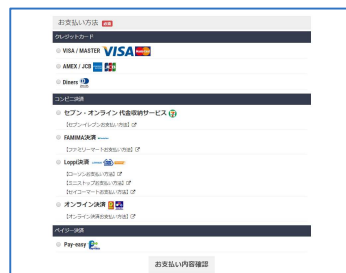 お支払い方法 必須
クレジットカード
VISA / MASTER VISA
AMEX / JCB JCB
Diners
コンビニ決済
セブン - オンライン 代金収納サービス
【セブン-イレブンお支払い方法】
FAMIMA決済
【ファミリーマートお支払い方法】
Loppi決済
【ローソンお支払い方法】
【ミニストップお支払い方法】
【セイコーマートお支払い方法】
オンライン決済
【オンライン決済お支払い方法】
ペイジー決済
Pay-easy
お支払い内容確認